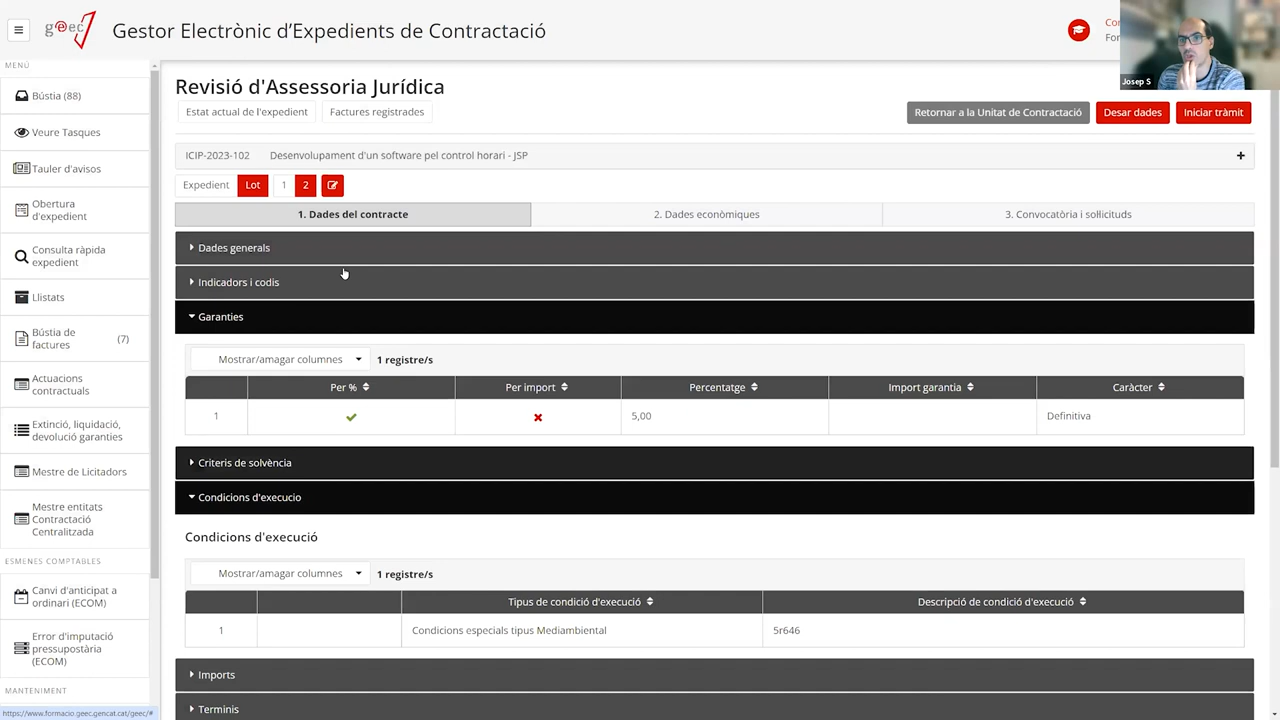 geec
Gestor Electrònic d'Expedients de Contractació
Con
For
Josep S
MENÚ
Bústia (88)
Veure Tasques
Tauler d'avisos
Obertura
d'expedient
Consulta ràpida
expedient
Llistats
Bústia de
factures
(7)
Actuacions
contractuals
Extinció, liquidació,
devolució garanties
Mestre de Licitadors
Mestre entitats
Contractació
Centralitzada
ESMENES COMPTABLES
Canvi d'anticipat a
ordinari (ECOM)
Error d'imputació
pressupostària
(ECOM)
MANTENIMENT
https://www.formacio.geec.gencat.cat/geec/#
Revisió d'Assessoria Jurídica
Estat actual de l'expedient Factures registrades
Retornar a la Unitat de Contractació Desar dades Iniciar tràmit
ICIP-2023-102 Desenvolupament d'un software pel control horari - JSP
Expedient Lot 1 2
1. Dades del contracte 2. Dades econòmiques 3. Convocatòria i sol·licituds
Dades generals
Indicadors i codis
Garanties
Mostrar/amagar columnes 1 registre/s
Per % Per import Percentatge Import garantia Caràcter
1 5,00 Definitiva
Criteris de solvència
Condicions d'execucio
Condicions d'execució
Mostrar/amagar columnes 1 registre/s
Tipus de condició d'execució Descripció de condició d'execució
1 Condicions especials tipus Mediambiental 5r646
Imports
Terminis